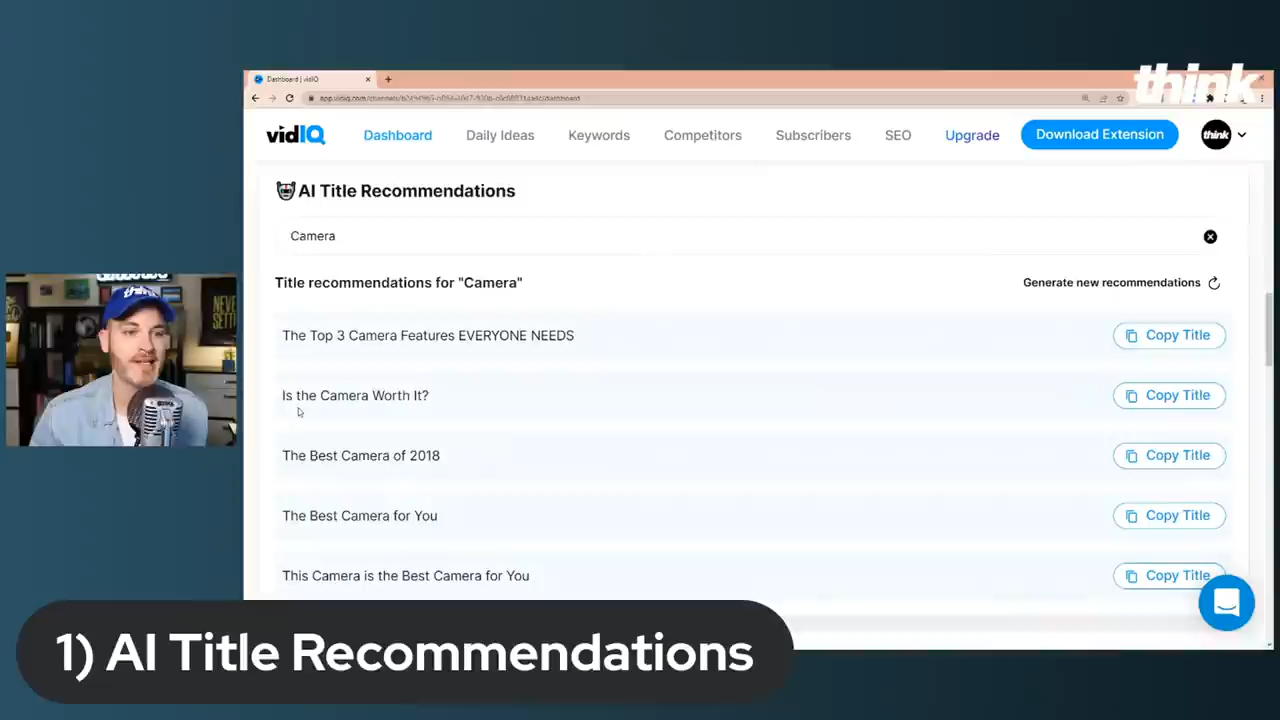 think
Dashboard | vidIQ
vidIQ
Dashboard
Daily Ideas
Keywords
Competitors
Subscribers
SEO
Upgrade
Download Extension
think
AI Title Recommendations
Camera
Title recommendations for "Camera"
Generate new recommendations
The Top 3 Camera Features EVERYONE NEEDS
Copy Title
Is the Camera Worth It?
Copy Title
The Best Camera of 2018
Copy Title
The Best Camera for You
Copy Title
This Camera is the Best Camera for You
Copy Title
think
NEVER
1) AI Title Recommendations